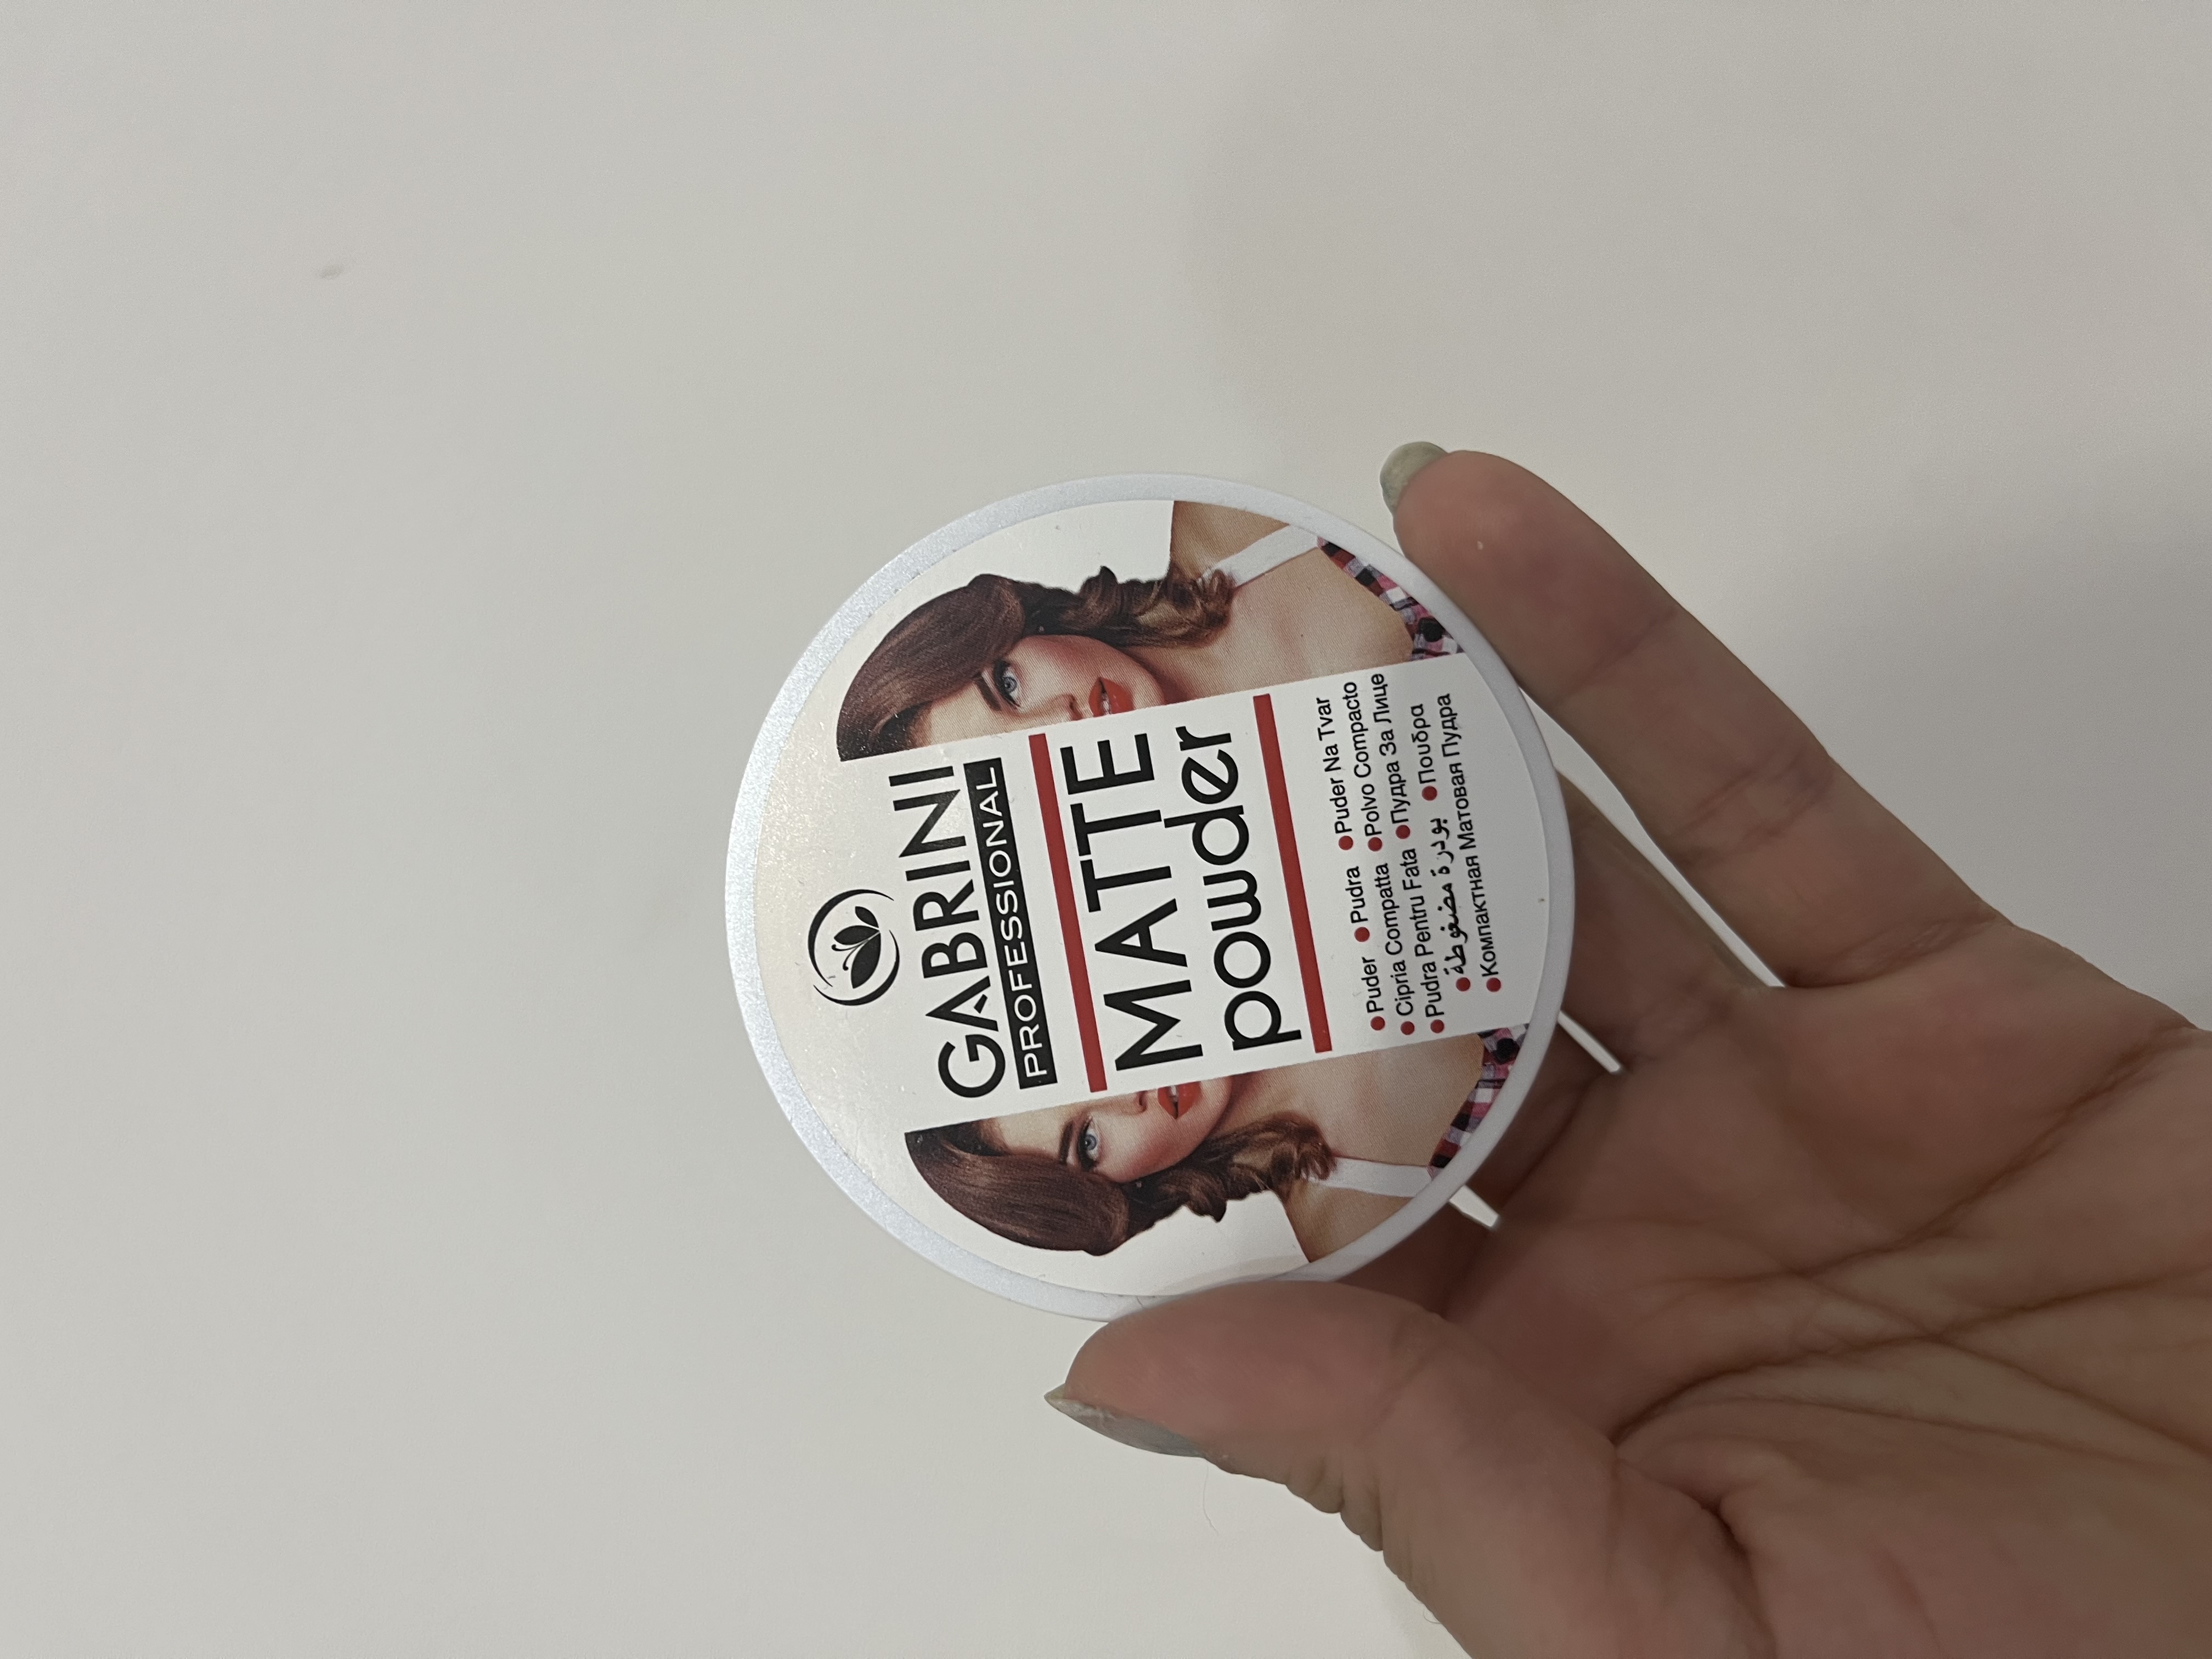 GABRINI
PROFESSIONAL
MATTE
powder
•Puder •Pudra •Puder Na Tvar
•Cipria Compatta •Polvo Compacto
•Pudra Pentru Fata •Пудра За Лице
•بودرة مضغوطة •Поудра
•Компактная Матовая Пудра